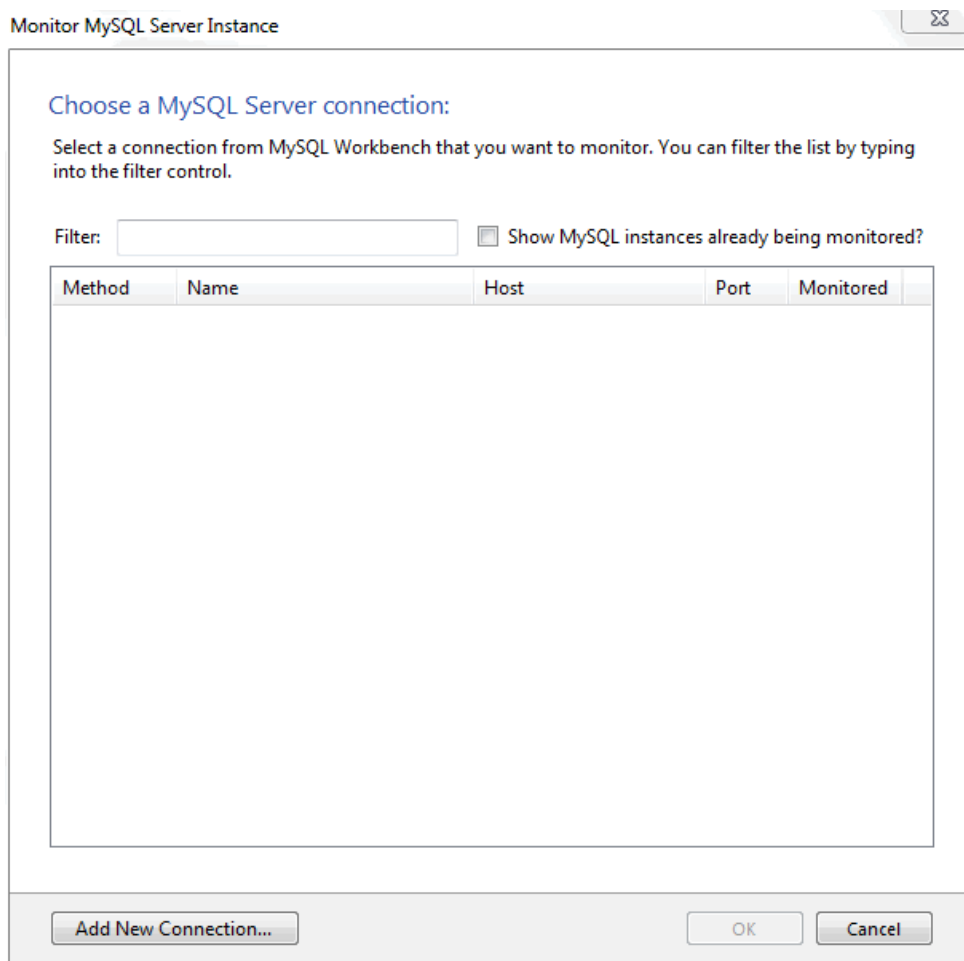 Monitor MySQL Server Instance
Choose a MySQL Server connection:
Select a connection from MySQL Workbench that you want to monitor. You can filter the list by typing
into the filter control.
Filter: Show MySQL instances already being monitored?
Method Name Host Port Monitored
Add New Connection... OK Cancel